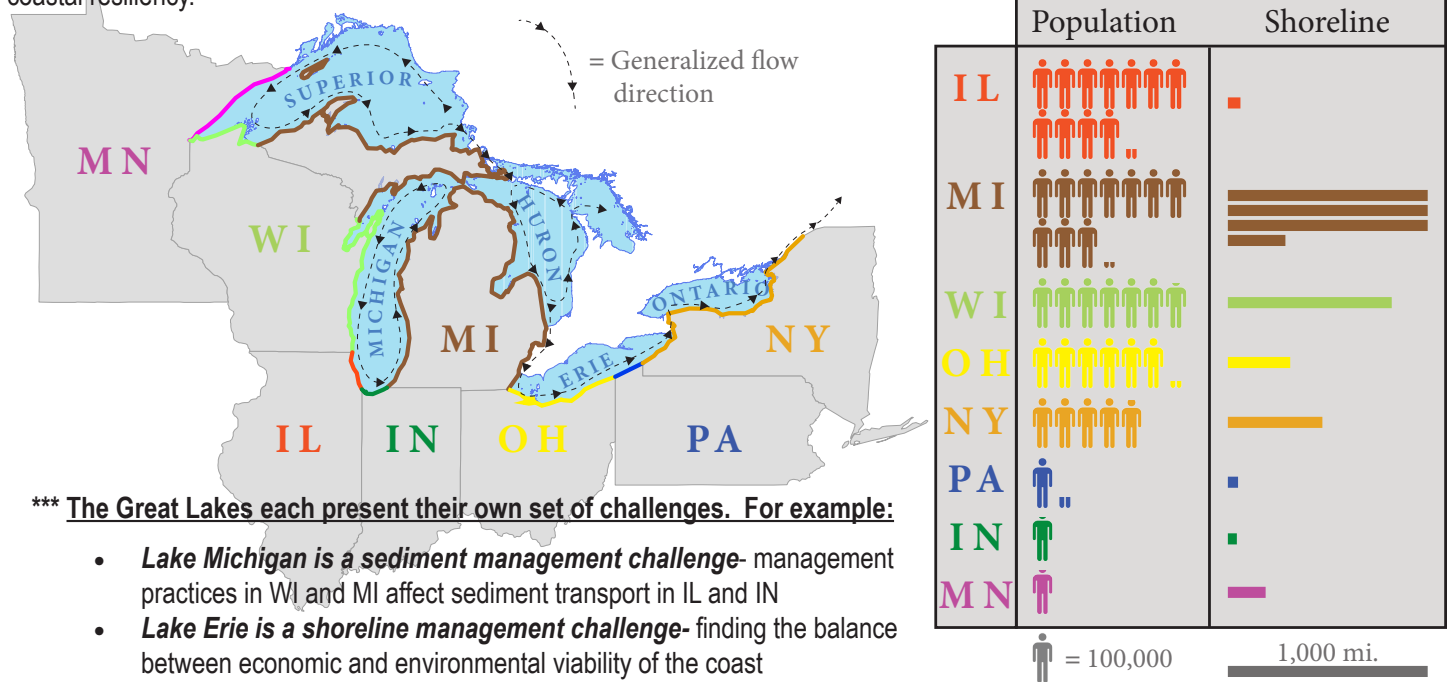 coastal resiliency.
= Generalized flow
direction
SUPERIOR
MN
WI
MICHIGAN
HURON
MI
ONTARIO
ERIE
NY
IL
IN
OH
PA
*** The Great Lakes each present their own set of challenges. For example:
• Lake Michigan is a sediment management challenge- management
practices in WI and MI affect sediment transport in IL and IN
• Lake Erie is a shoreline management challenge- finding the balance
between economic and environmental viability of the coast
Population Shoreline
IL
MI
WI
OH
NY
PA
IN
MN
= 100,000 1,000 mi.